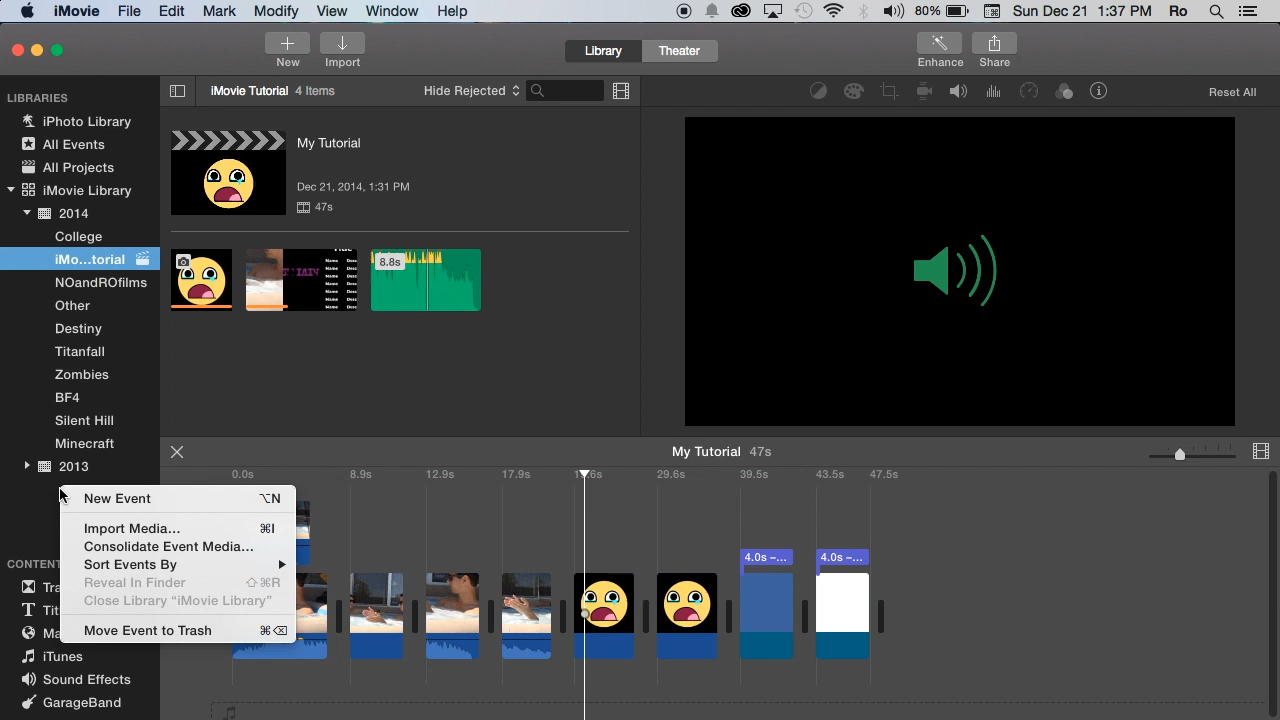 iMovie File Edit Mark Modify View Window Help 80% Sun Dec 21 1:37 PM Ro
New Import Library Theater Enhance Share
LIBRARIES
iPhoto Library
All Events
All Projects
iMovie Library
2014
College
iMo...torial
NOandROfilms
Other
Destiny
Titanfall
Zombies
BF4
Silent Hill
Minecraft
2013
iMovie Tutorial 4 Items Hide Rejected
Reset All
My Tutorial
Dec 21, 2014, 1:31 PM
47s
8.8s
My Tutorial 47s
0.0s 8.9s 12.9s 17.9s 29.6s 39.5s 43.5s 47.5s
4.0s –... 4.0s –...
New Event ⌥N
Import Media... ⌘I
Consolidate Event Media...
Sort Events By
Reveal In Finder ⇧⌘R
Close Library “iMovie Library”
Move Event to Trash ⌘⌫
CONTEN
Tra
Tit
Ma
iTunes
Sound Effects
GarageBand